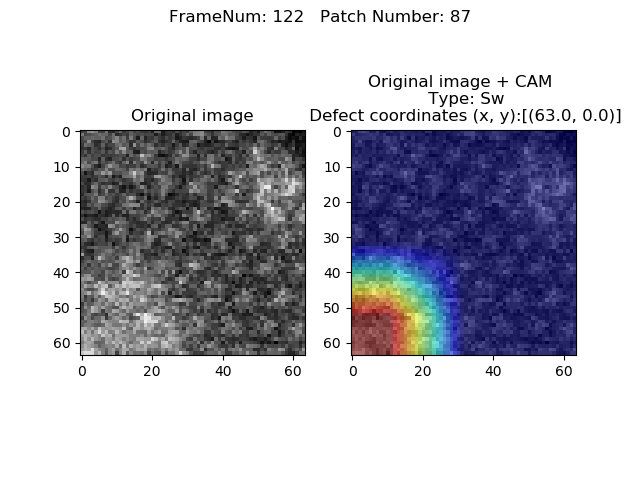 FrameNum: 122   Patch Number: 87
Original image
Original image + CAM
Type: Sw
Defect coordinates (x, y):[(63.0, 0.0)]
0
10
20
30
40
50
60
0 20 40 60
0
10
20
30
40
50
60
0 20 40 60